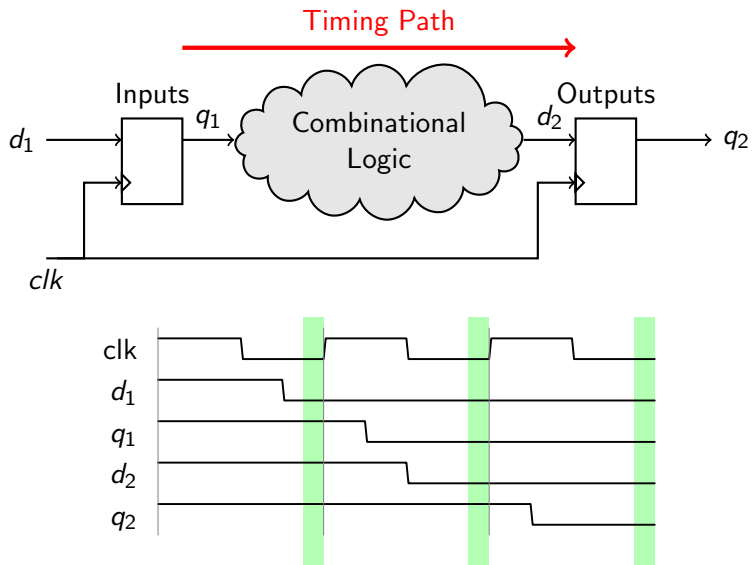 Timing Path
Inputs
Outputs
d₁
q₁
Combinational
Logic
d₂
q₂
clk
clk
d₁
q₁
d₂
q₂